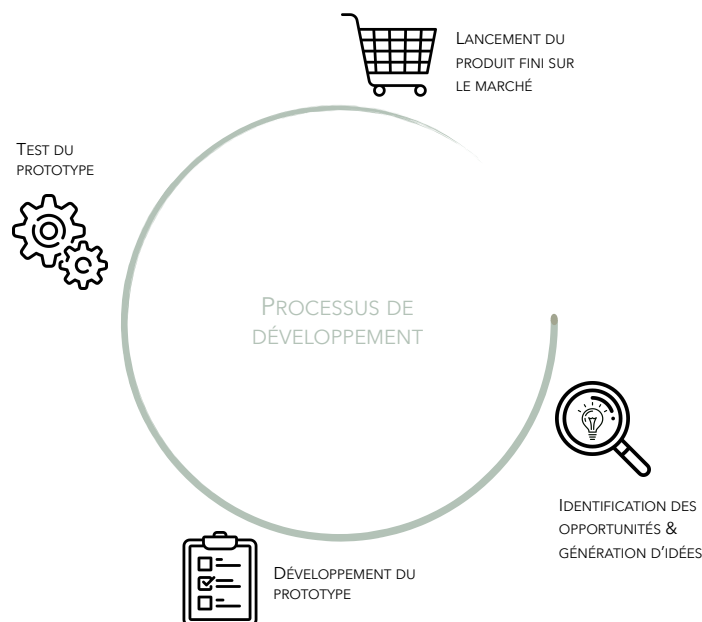 LANCEMENT DU
PRODUIT FINI SUR
LE MARCHÉ
TEST DU
PROTOTYPE
PROCESSUS DE
DÉVELOPPEMENT
IDENTIFICATION DES
OPPORTUNITÉS &
GÉNÉRATION D'IDÉES
DÉVELOPPEMENT DU
PROTOTYPE